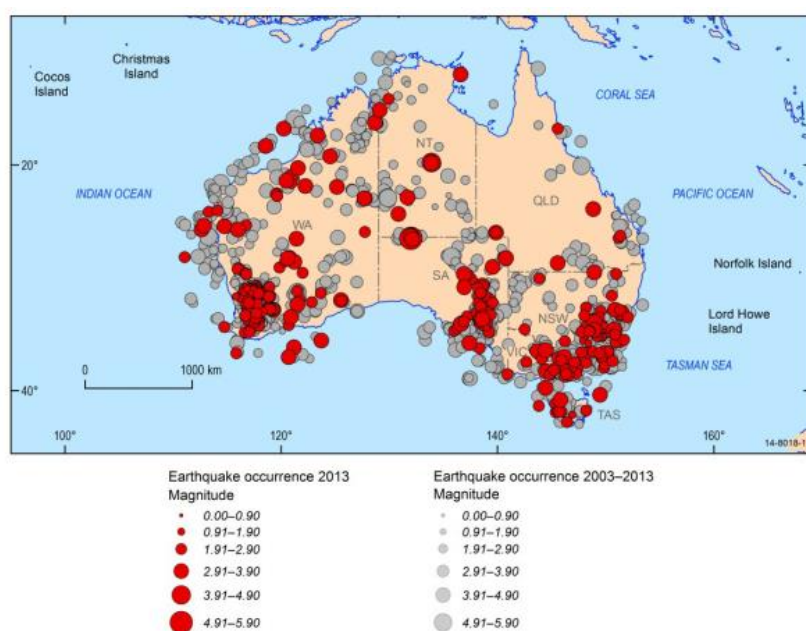 Christmas
Island
Cocos
Island
CORAL SEA
NT
20°
INDIAN OCEAN
PACIFIC OCEAN
QLD
WA
Norfolk Island
SA
Lord Howe
Island
NSW
VIC
0
1000 km
TASMAN SEA
40°
TAS
14-8018-1
100°
120°
140°
160°
Earthquake occurrence 2013
Magnitude
0.00–0.90
0.91–1.90
1.91–2.90
2.91–3.90
3.91–4.90
4.91–5.90
Earthquake occurrence 2003–2013
Magnitude
0.00–0.90
0.91–1.90
1.91–2.90
2.91–3.90
3.91–4.90
4.91–5.90